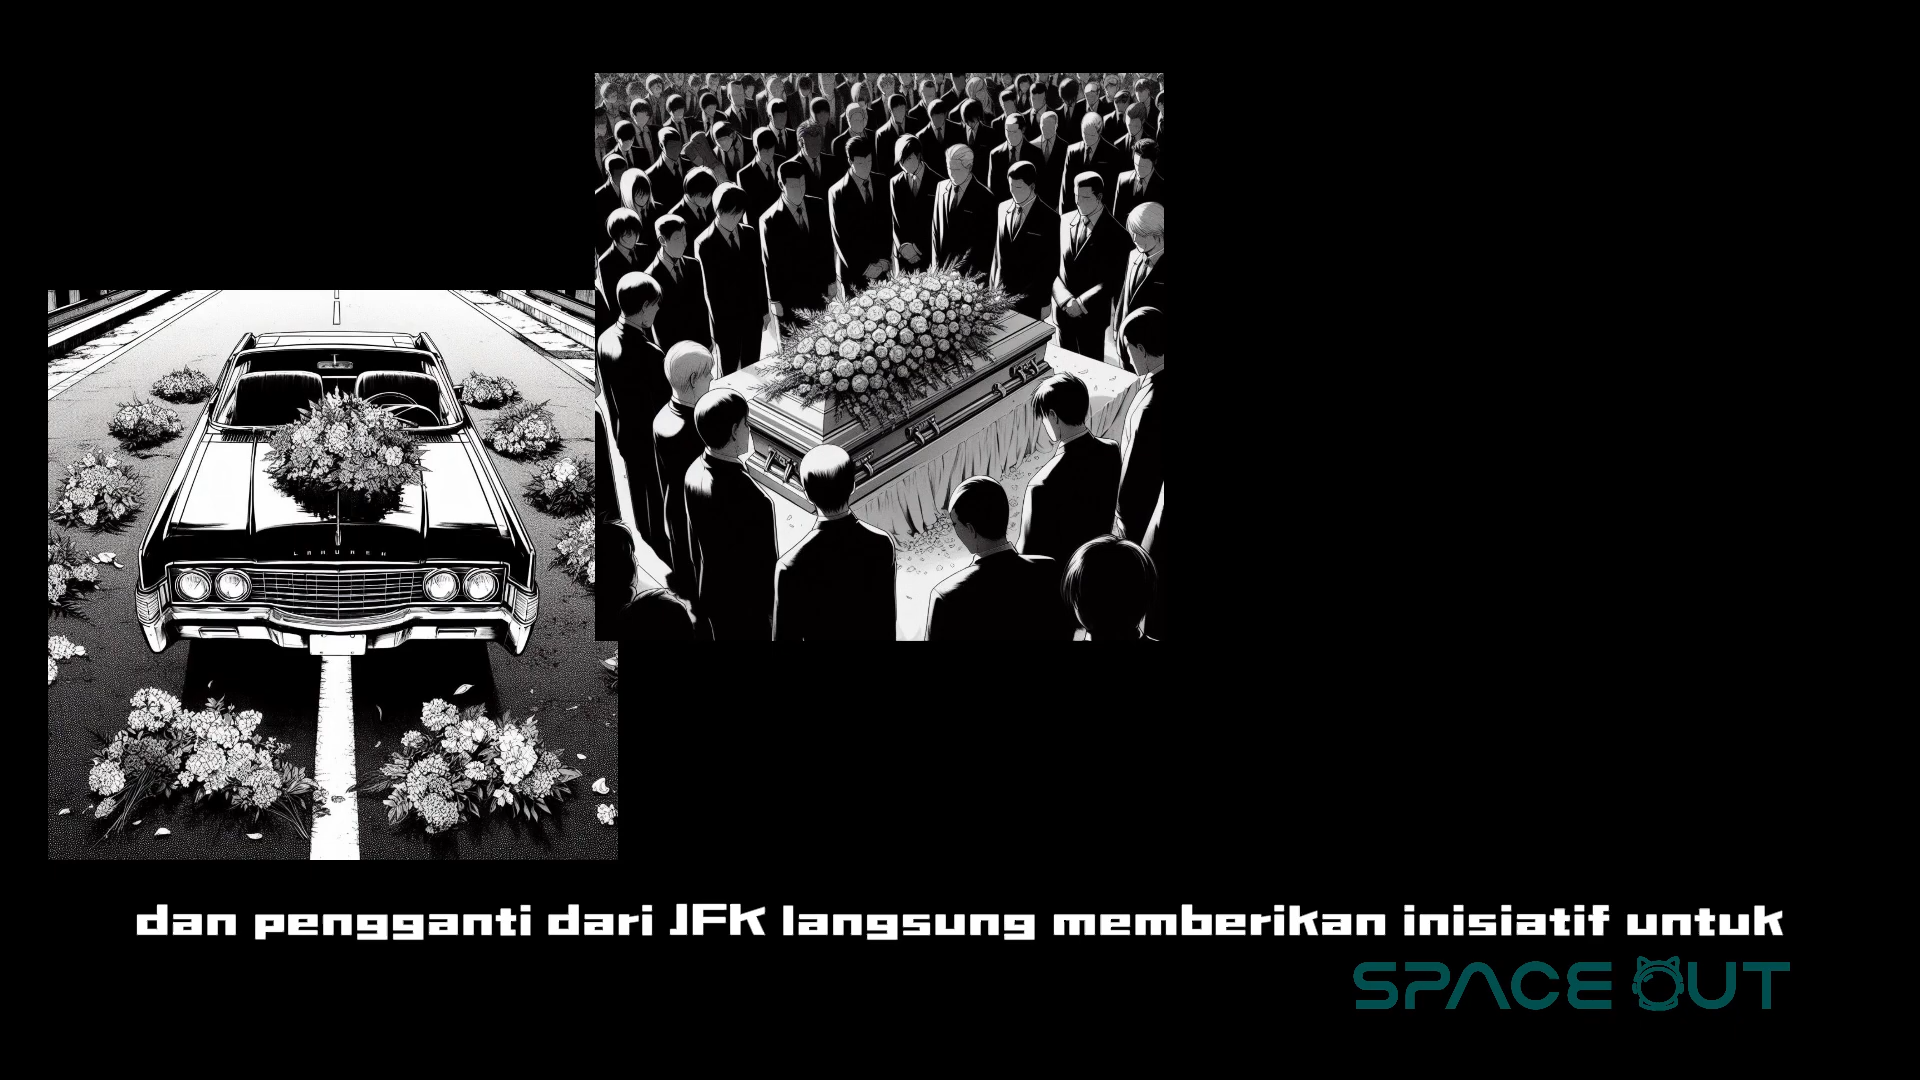 dan pengganti dari JFK langsung memberikan inisiatif untuk
SPACE OUT